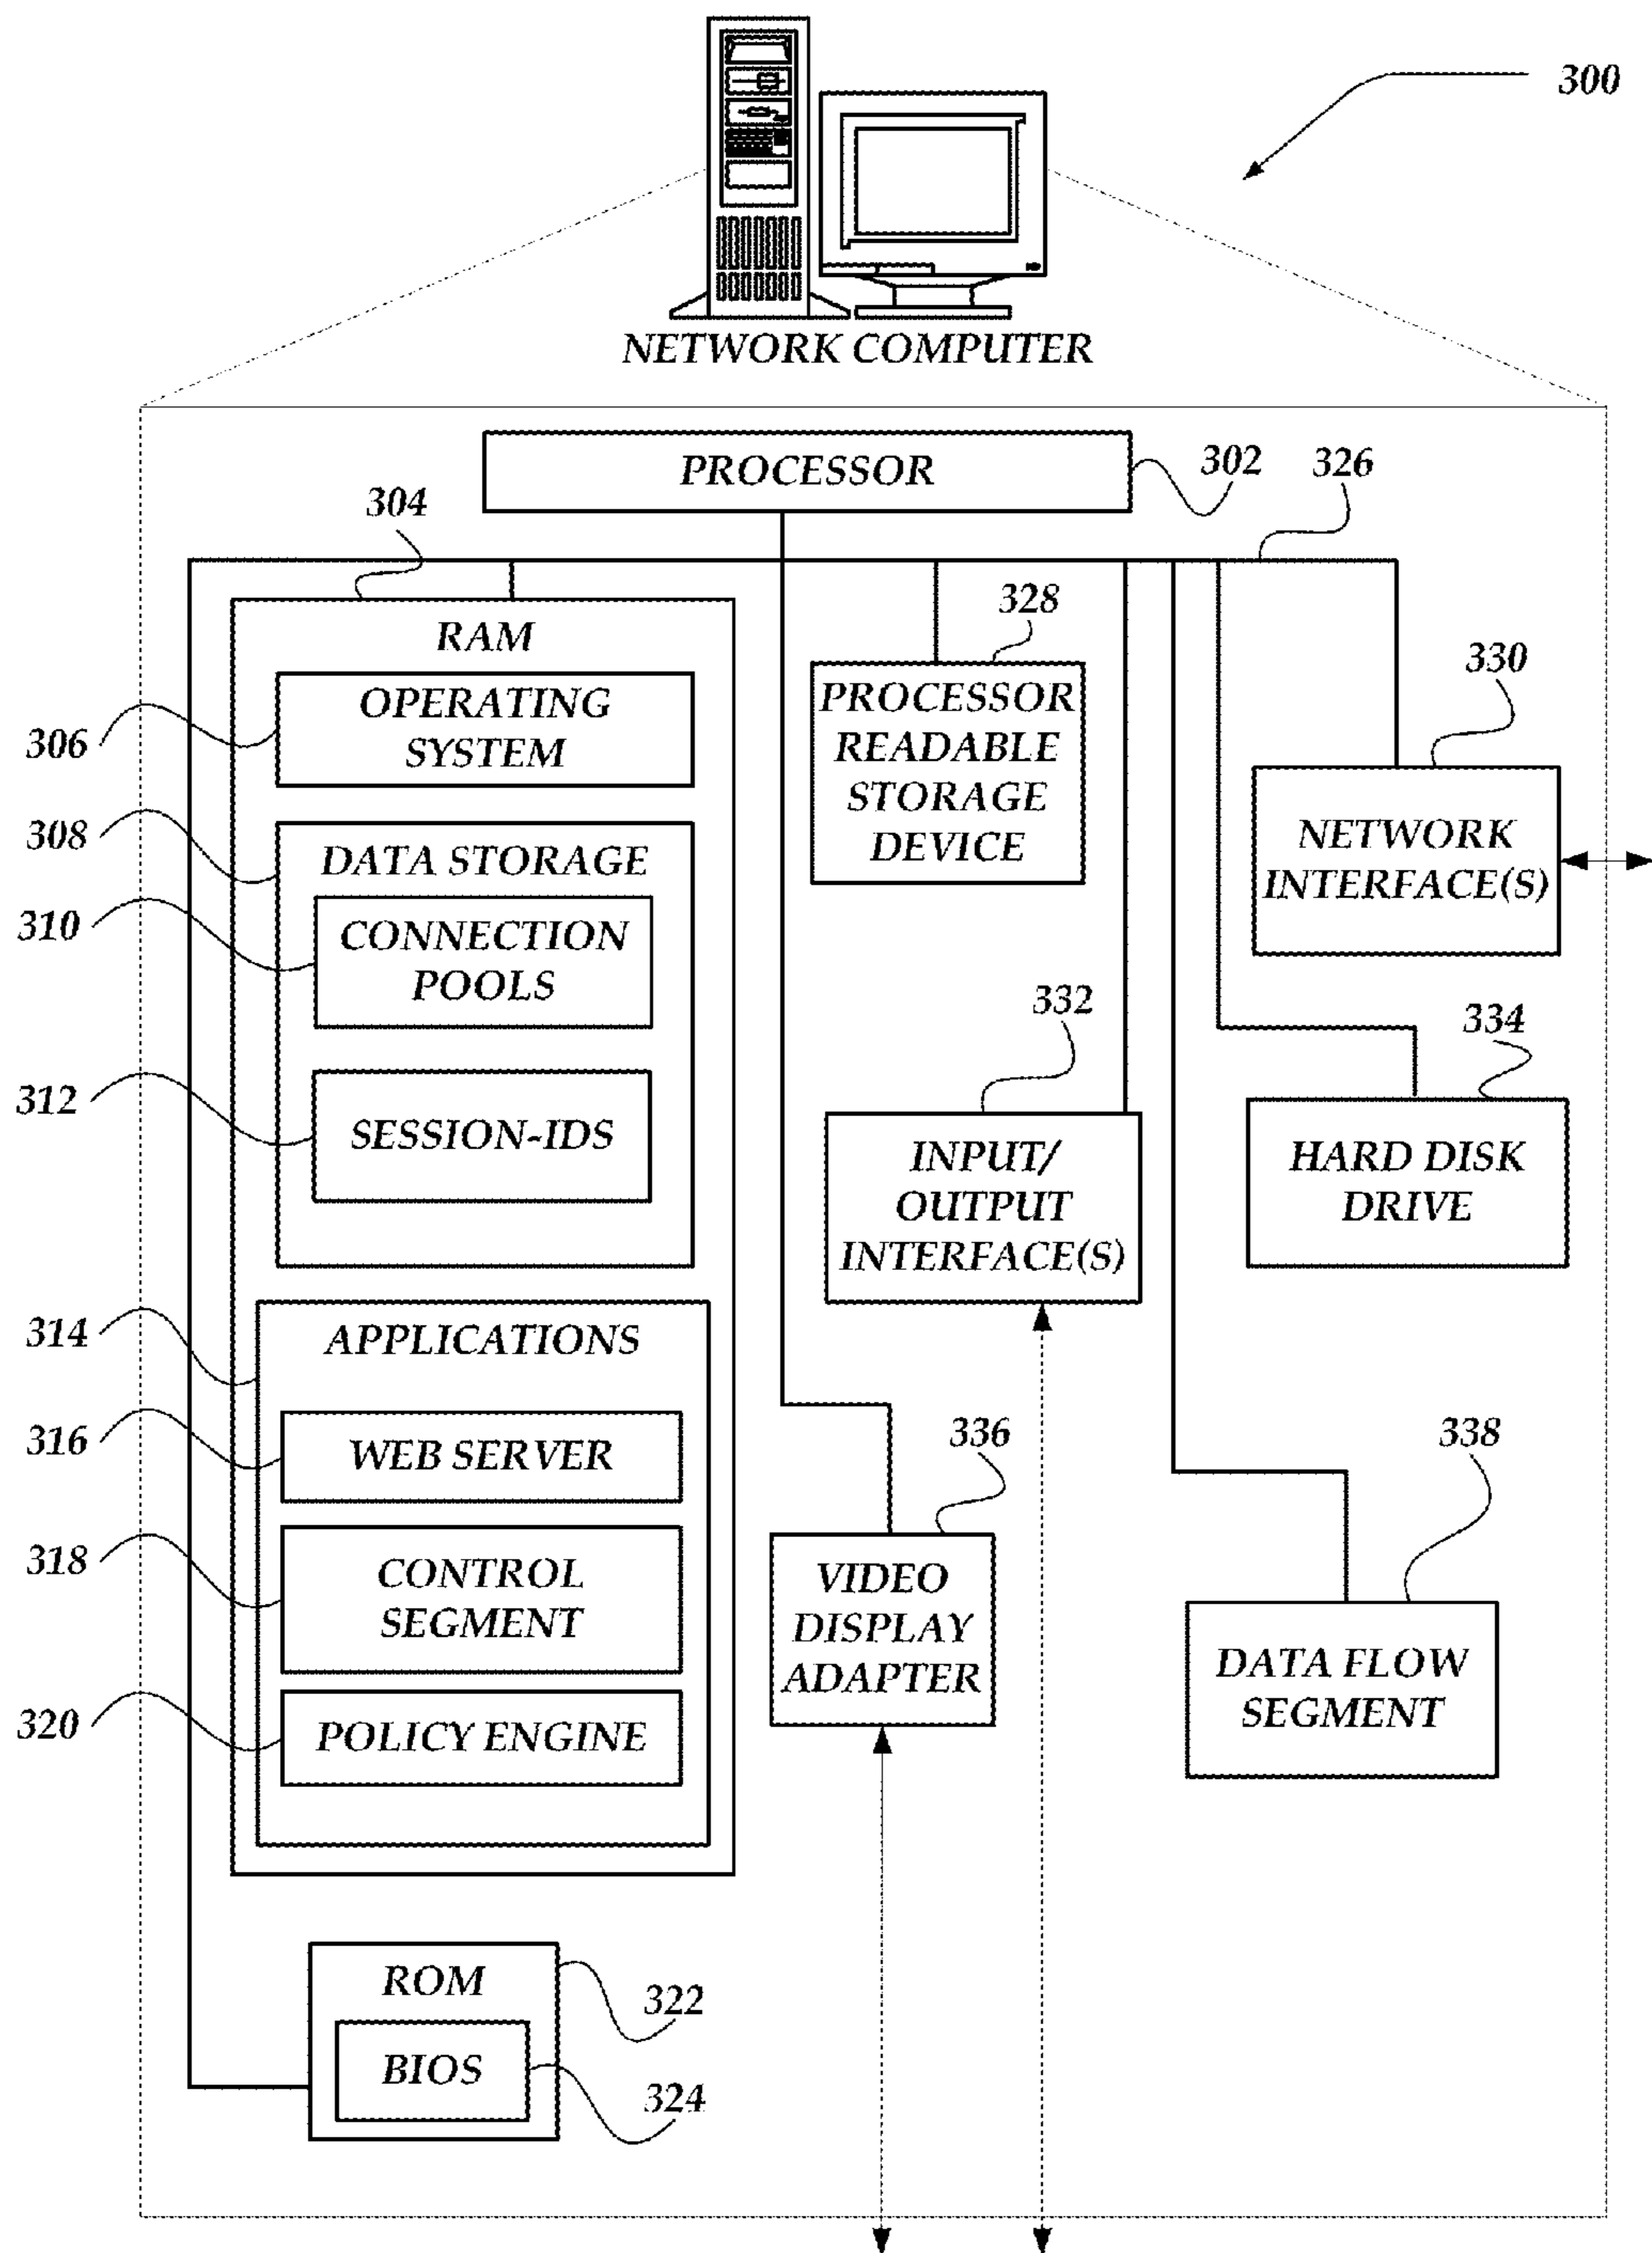 300
NETWORK COMPUTER
PROCESSOR
302
326
304
RAM
328
330
OPERATING
SYSTEM
306
PROCESSOR
READABLE
STORAGE
DEVICE
NETWORK
INTERFACE(S)
308
DATA STORAGE
310
CONNECTION
POOLS
332
334
312
SESSION-IDS
INPUT/
OUTPUT
INTERFACE(S)
HARD DISK
DRIVE
314
APPLICATIONS
316
WEB SERVER
336
338
318
CONTROL
SEGMENT
VIDEO
DISPLAY
ADAPTER
DATA FLOW
SEGMENT
320
POLICY ENGINE
ROM
322
BIOS
324